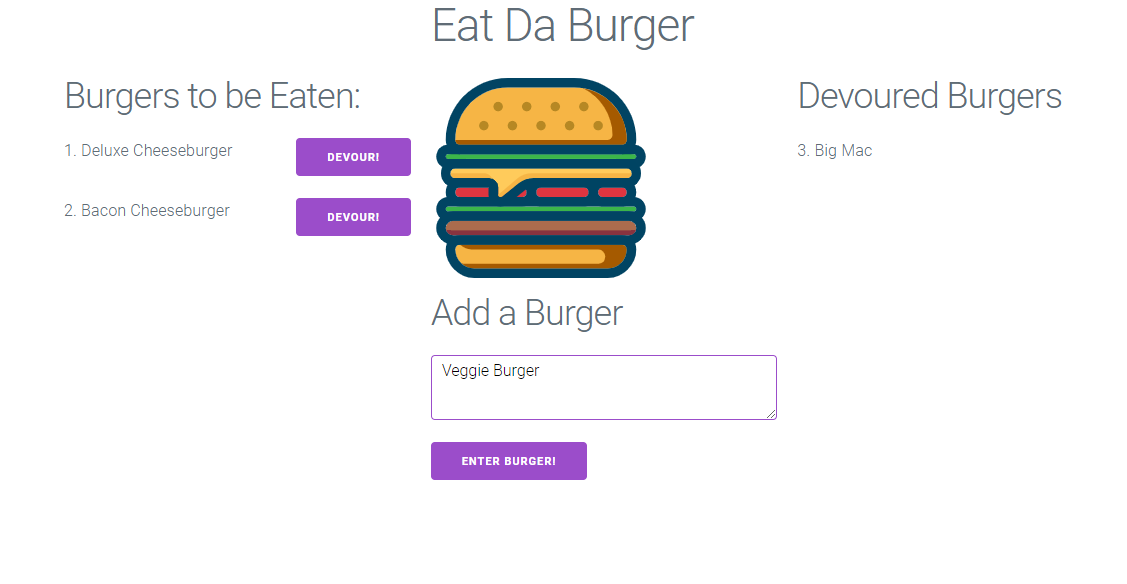 Eat Da Burger
Burgers to be Eaten:
1. Deluxe Cheeseburger
DEVOUR!
2. Bacon Cheeseburger
DEVOUR!
Add a Burger
Veggie Burger
ENTER BURGER!
Devoured Burgers
3. Big Mac